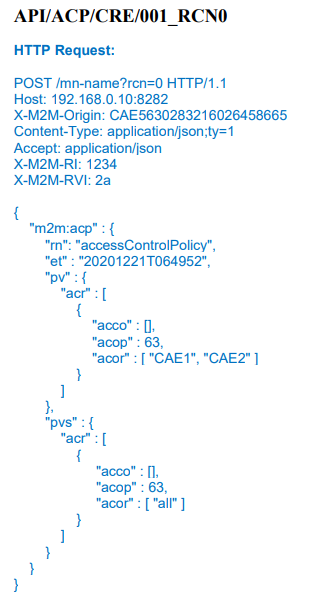 API/ACP/CRE/001_RCN0
HTTP Request:
POST /mn-name?rcn=0 HTTP/1.1
Host: 192.168.0.10:8282
X-M2M-Origin: CAE5630283216026458665
Content-Type: application/json;ty=1
Accept: application/json
X-M2M-RI: 1234
X-M2M-RVI: 2a
{
"m2m:acp" : {
"rn": "accessControlPolicy",
"et" : "20201221T064952",
"pv" : {
"acr" : [
{
"acco" : [],
"acop" : 63,
"acor" : [ "CAE1", "CAE2" ]
}
]
},
"pvs" : {
"acr" : [
{
"acco" : [],
"acop" : 63,
"acor" : [ "all" ]
}
]
}
}
}